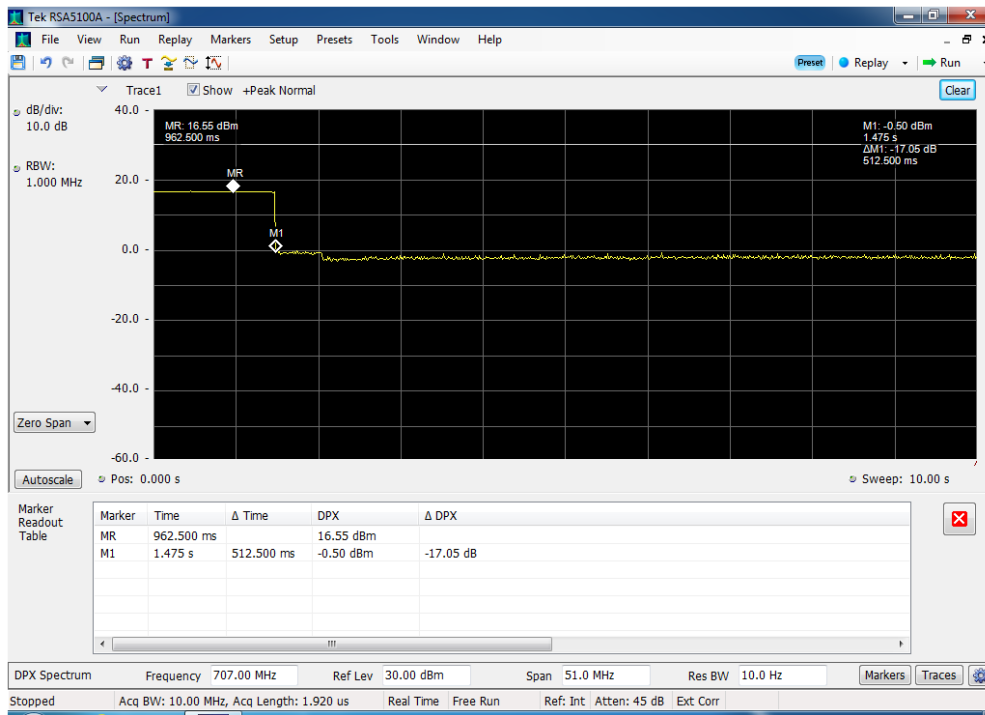 Tek RSA5100A - [Spectrum]
File View Run Replay Markers Setup Presets Tools Window Help
T Preset Replay Run
Trace1 Show +Peak Normal Clear
dB/div:
10.0 dB
RBW:
1.000 MHz
40.0
20.0
0.0
-20.0
-40.0
-60.0
MR: 16.55 dBm
962.500 ms
M1: -0.50 dBm
1.475 s
ΔM1: -17.05 dB
512.500 ms
MR
M1
Zero Span
Autoscale Pos: 0.000 s Sweep: 10.00 s
Marker
Readout
Table
Marker Time Δ Time DPX Δ DPX
MR 962.500 ms 16.55 dBm
M1 1.475 s 512.500 ms -0.50 dBm -17.05 dB
DPX Spectrum Frequency 707.00 MHz Ref Lev 30.00 dBm Span 51.0 MHz Res BW 10.0 Hz Markers Traces
Stopped Acq BW: 10.00 MHz, Acq Length: 1.920 us Real Time Free Run Ref: Int Atten: 45 dB Ext Corr